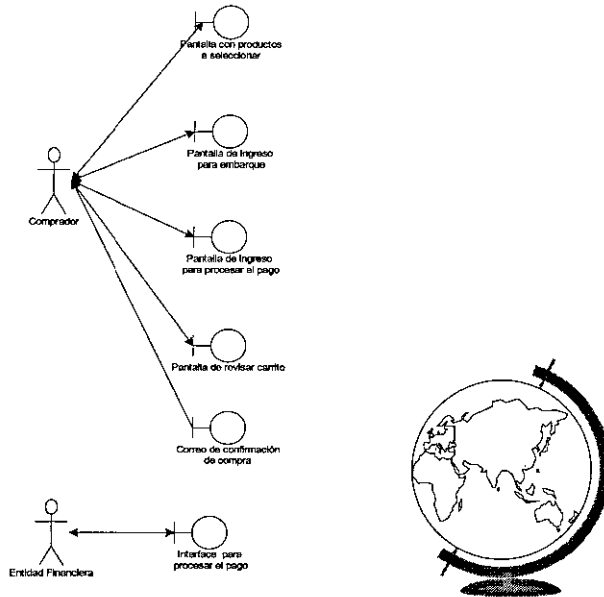 Pantalla con productos
a seleccionar
Pantalla de Ingreso
para embarque
Comprador
Pantalla de Ingreso
para procesar el pago
Pantalla de revisar carrito
Correo de confirmación
de compra
Interface para
procesar el pago
Entidad Financiera